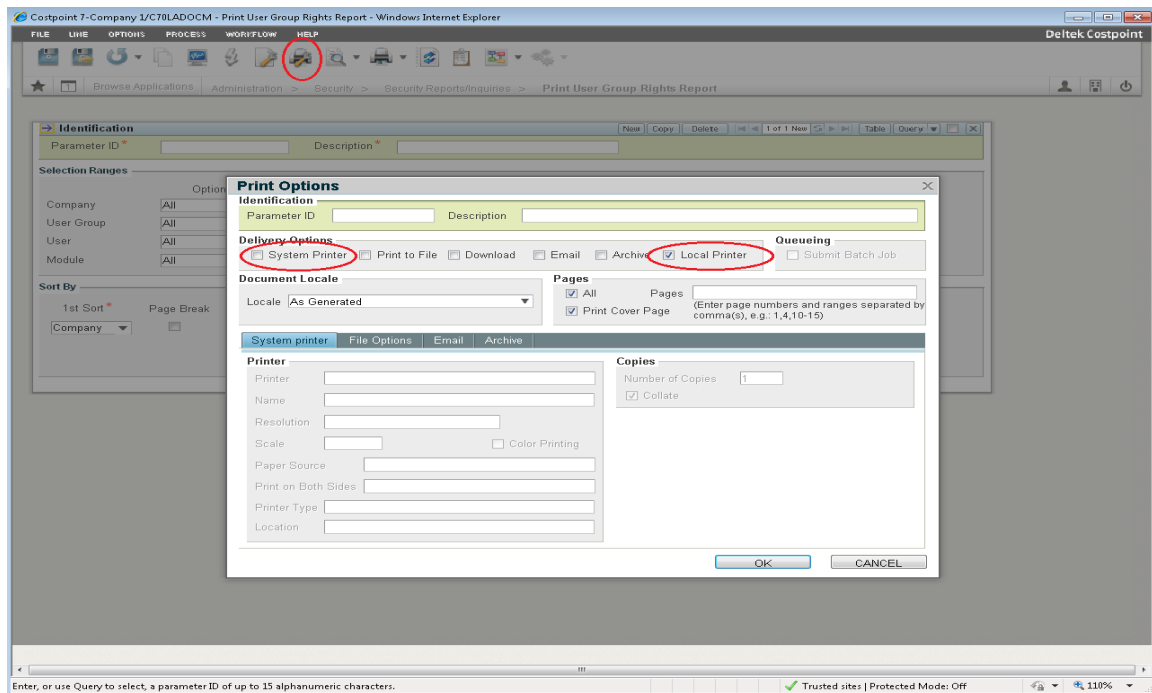 Costpoint 7-Company 1/C70LADOCM - Print User Group Rights Report - Windows Internet Explorer
FILE LINE OPTIONS PROCESS WORKFLOW HELP Deltek Costpoint
Browse Applications Administration > Security > Security Reports/Inquiries > Print User Group Rights Report
Identification New Copy Delete 1 of 1 New Table Query
Parameter ID * Description *
Selection Ranges
Option
Company All
User Group All
User All
Module All
Sort By
1st Sort * Page Break
Company
Print Options
Identification
Parameter ID Description
Delivery Options Queueing
System Printer Print to File Download Email Archive Local Printer Submit Batch Job
Document Locale Pages
Locale As Generated
All Pages
Print Cover Page (Enter page numbers and ranges separated by
comma(s), e.g.: 1,4,10-15)
System printer File Options Email Archive
Printer Copies
Printer Number of Copies 1
Name Collate
Resolution
Scale Color Printing
Paper Source
Print on Both Sides
Printer Type
Location
OK CANCEL
Enter, or use Query to select, a parameter ID of up to 15 alphanumeric characters. Trusted sites | Protected Mode: Off 110%